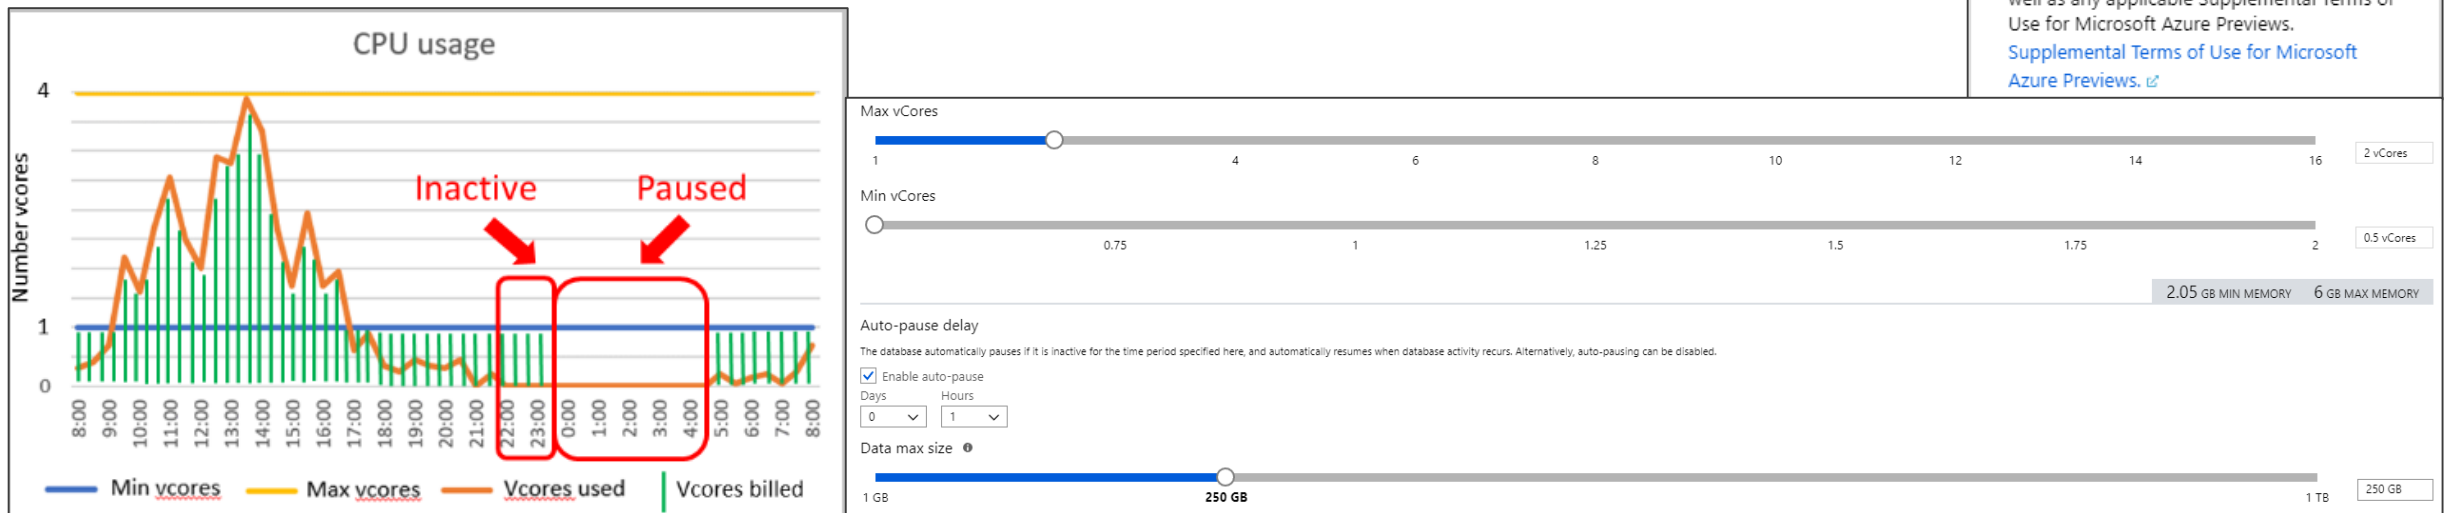 CPU usage
4
1
0
Number vcores
Inactive
Paused
8:00 9:00 10:00 11:00 12:00 13:00 14:00 15:00 16:00 17:00 18:00 19:00 20:00 21:00 22:00 23:00 0:00 1:00 2:00 3:00 4:00 5:00 6:00 7:00 8:00
Min vcores Max vcores Vcores used Vcores billed
well as any applicable Supplemental Terms of
Use for Microsoft Azure Previews.
Supplemental Terms of Use for Microsoft
Azure Previews.
Max vCores
1 4 6 8 10 12 14 16
2 vCores
Min vCores
0.75 1 1.25 1.5 1.75 2
0.5 vCores
2.05 GB MIN MEMORY 6 GB MAX MEMORY
Auto-pause delay
The database automatically pauses if it is inactive for the time period specified here, and automatically resumes when database activity recurs. Alternatively, auto-pausing can be disabled.
Enable auto-pause
Days Hours
0 1
Data max size
1 GB 250 GB 1 TB
250 GB